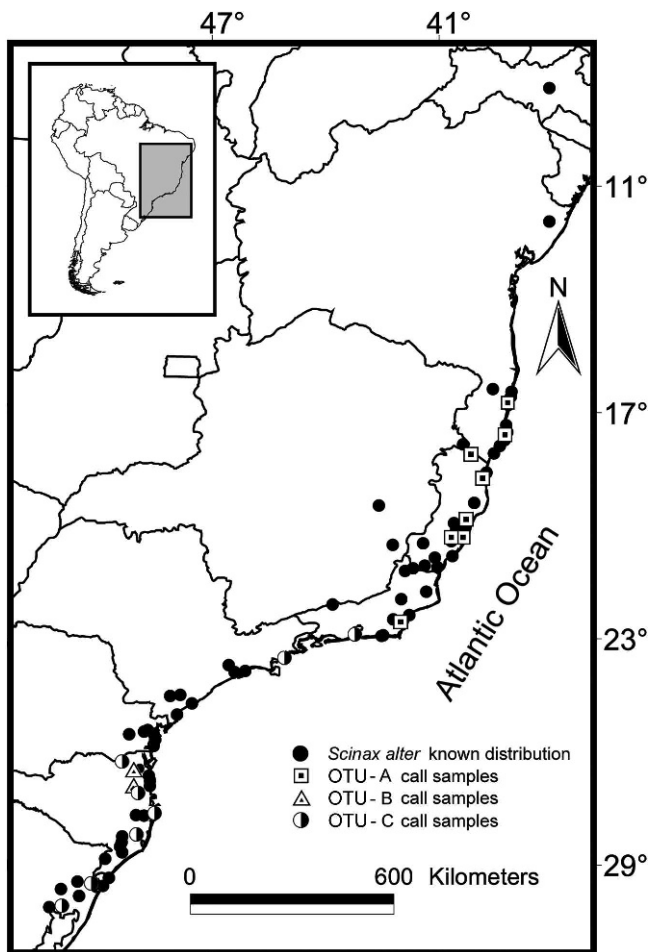 47° 41°
11°
N
17°
Atlantic Ocean
23°
Scinax alter known distribution
OTU - A call samples
OTU - B call samples
OTU - C call samples
29°
0 600 Kilometers